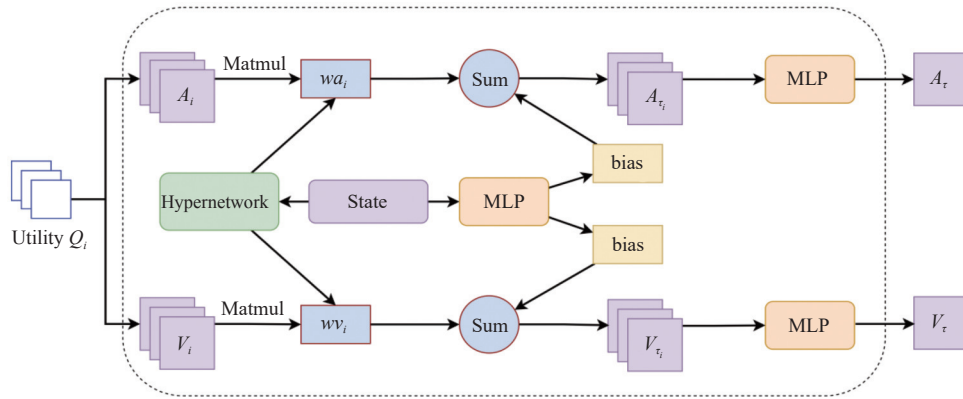 Matmul
A_i
wa_i
Sum
A_{τ_i}
MLP
A_τ
bias
Hypernetwork
State
MLP
Utility Q_i
bias
Matmul
V_i
wv_i
Sum
V_{τ_i}
MLP
V_τ